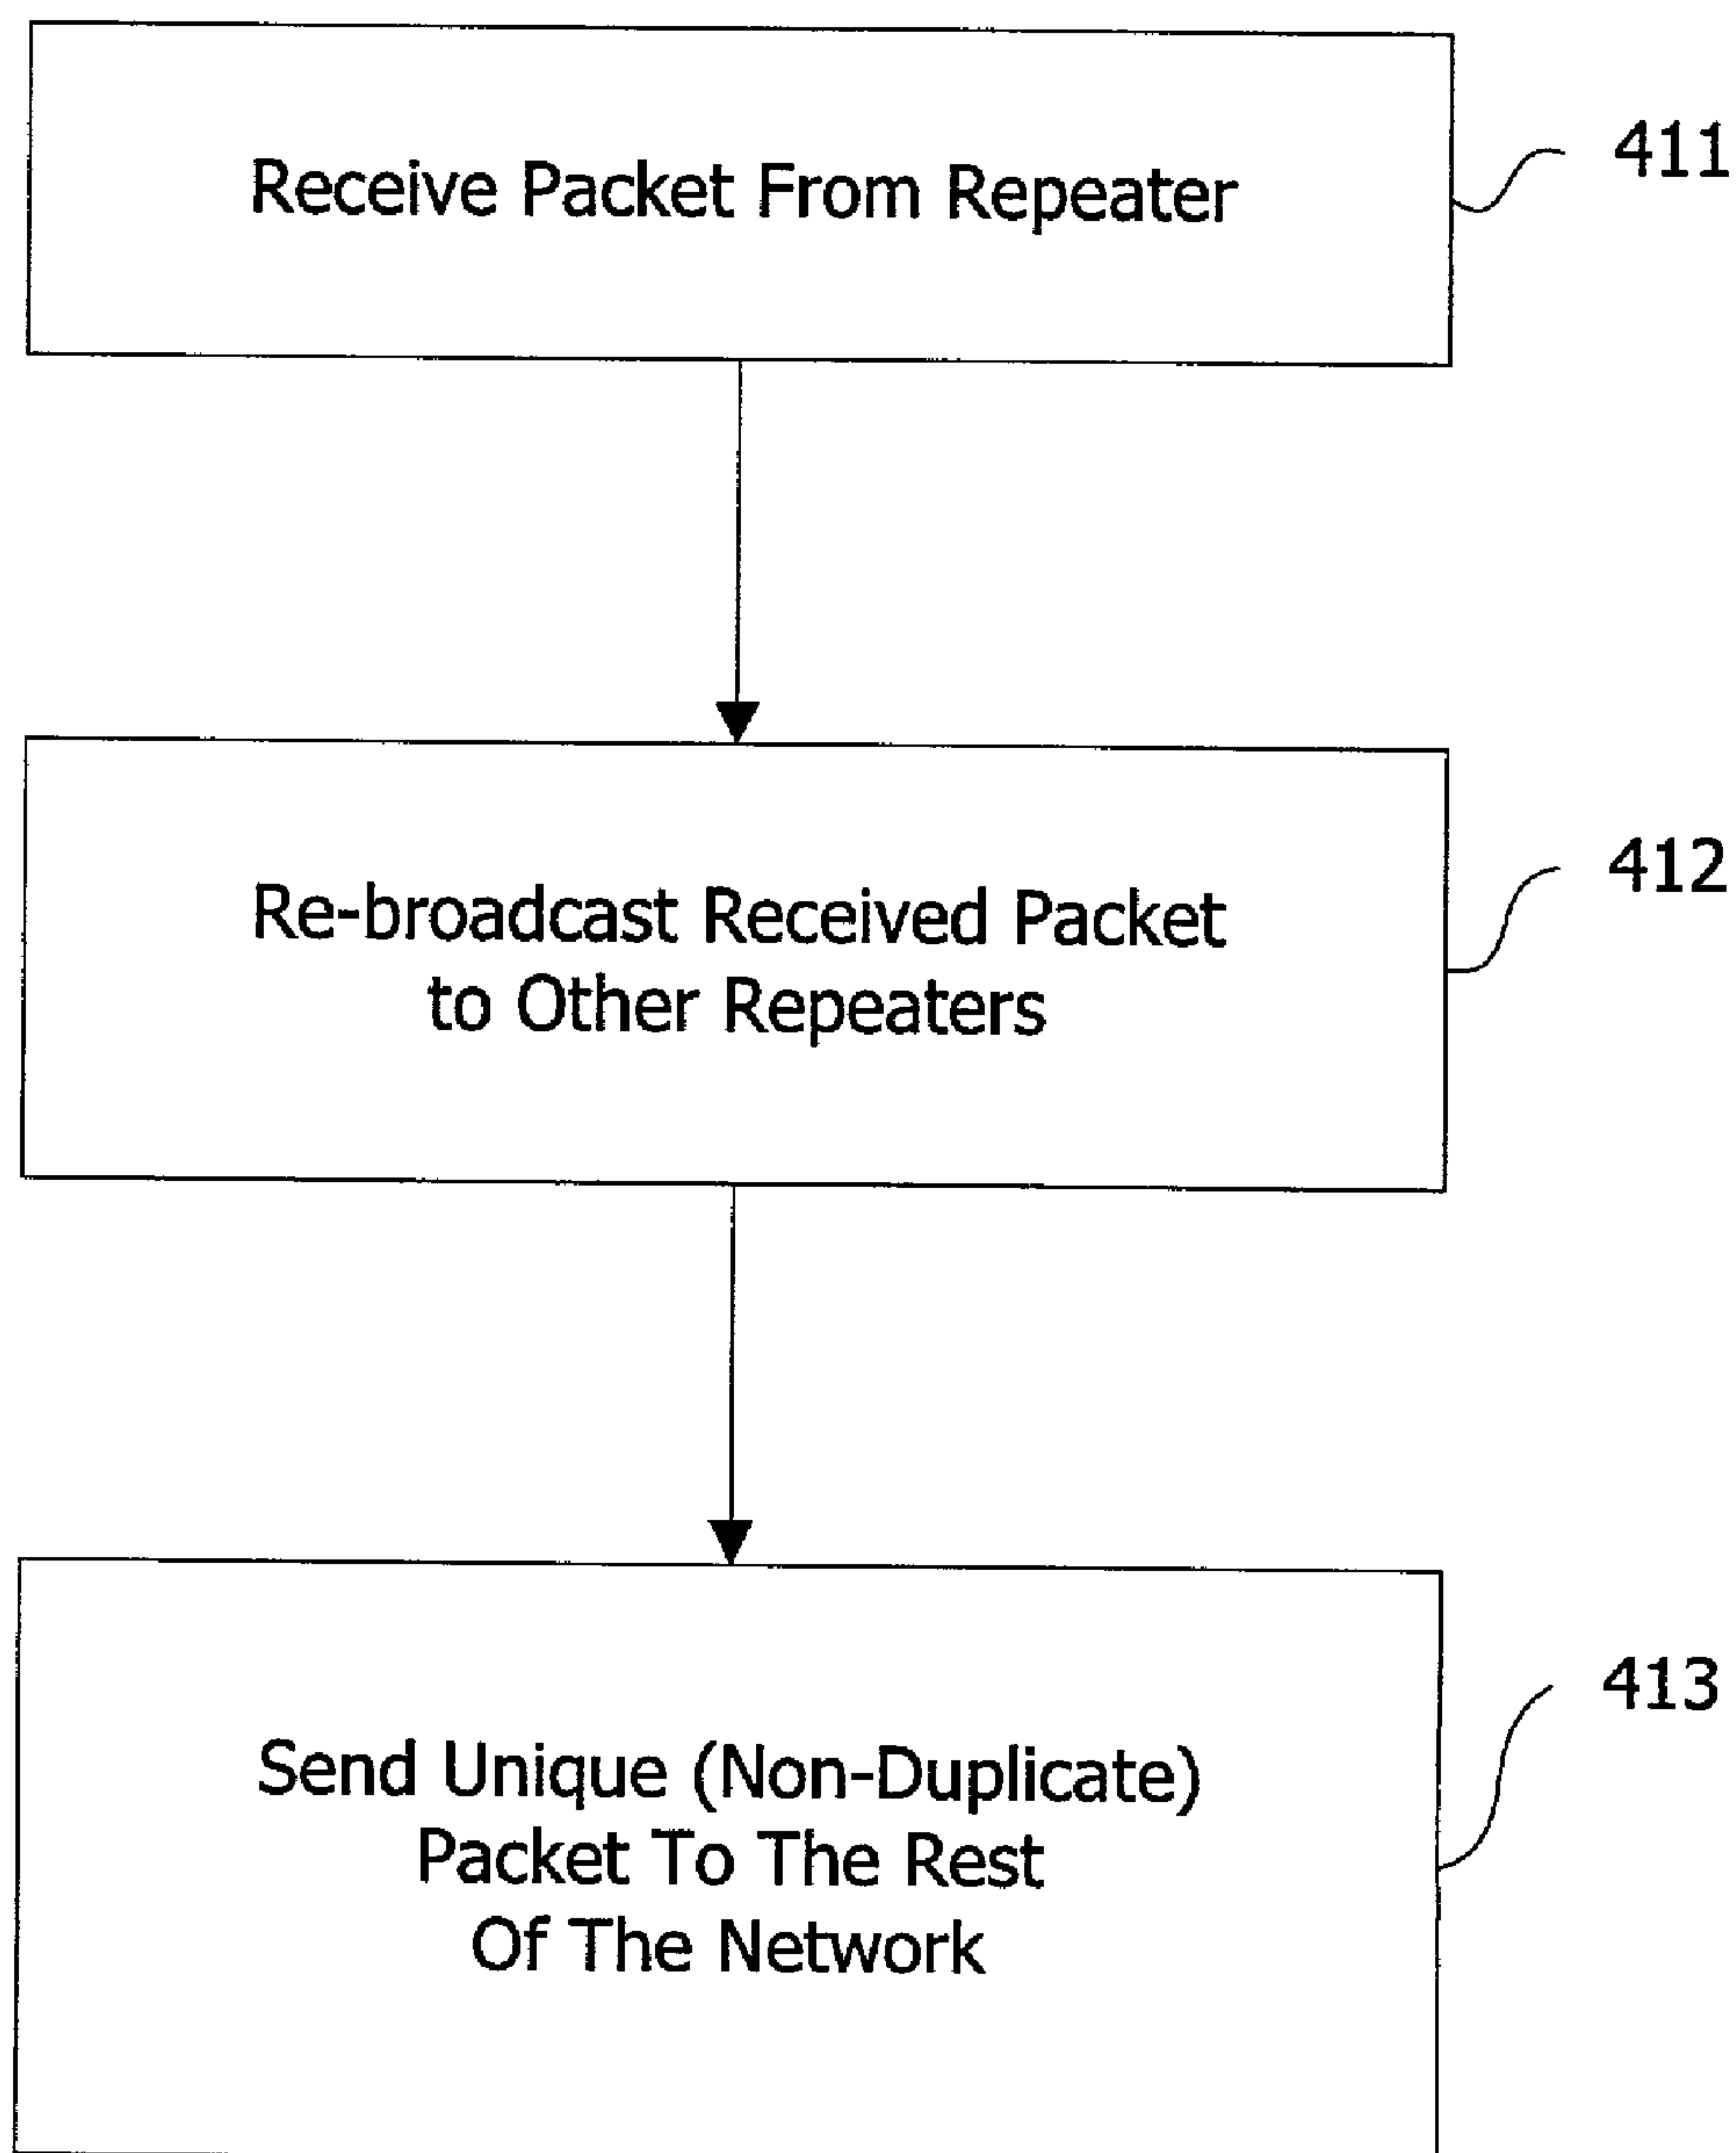 Receive Packet From Repeater
411
Re-broadcast Received Packet
to Other Repeaters
412
Send Unique (Non-Duplicate)
Packet To The Rest
Of The Network
413